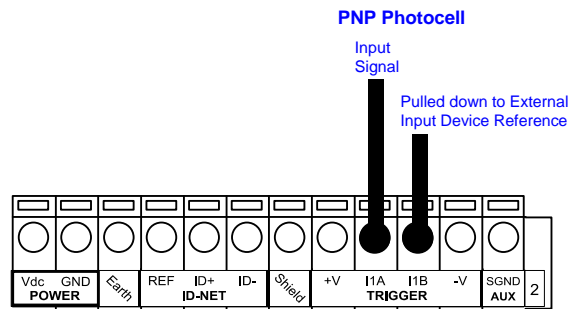 PNP Photocell
Input
Signal
Pulled down to External
Input Device Reference
Vdc GND Earth REF ID+ ID- Shield +V I1A I1B -V SGND 2
POWER ID-NET TRIGGER AUX